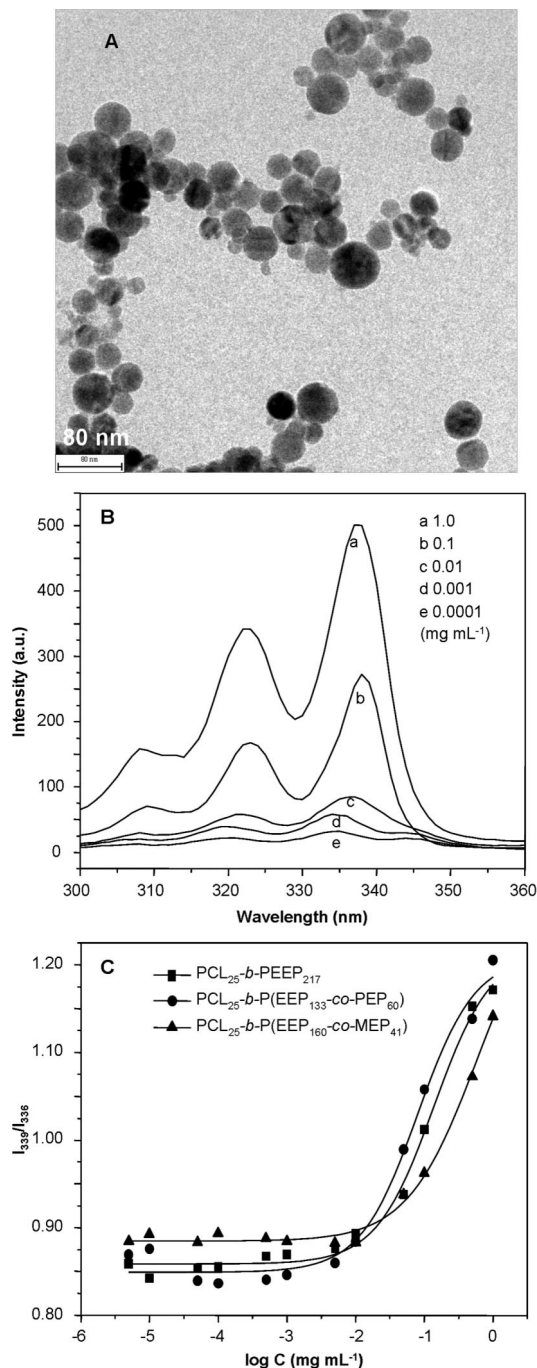 A
80 nm
80 nm
B
a 1.0
b 0.1
c 0.01
d 0.001
e 0.0001
(mg mL⁻¹)
a
b
c
d
e
500
400
300
200
100
0
Intensity (a.u.)
300 310 320 330 340 350 360
Wavelength (nm)
C
PCL₂₅-b-PEEP₂₁₇
PCL₂₅-b-P(EEP₁₃₃-co-PEP₆₀)
PCL₂₅-b-P(EEP₁₆₀-co-MEP₄₁)
1.20
1.10
1.00
0.90
0.80
I₃₃₉/I₃₃₆
-6 -5 -4 -3 -2 -1 0
log C (mg mL⁻¹)